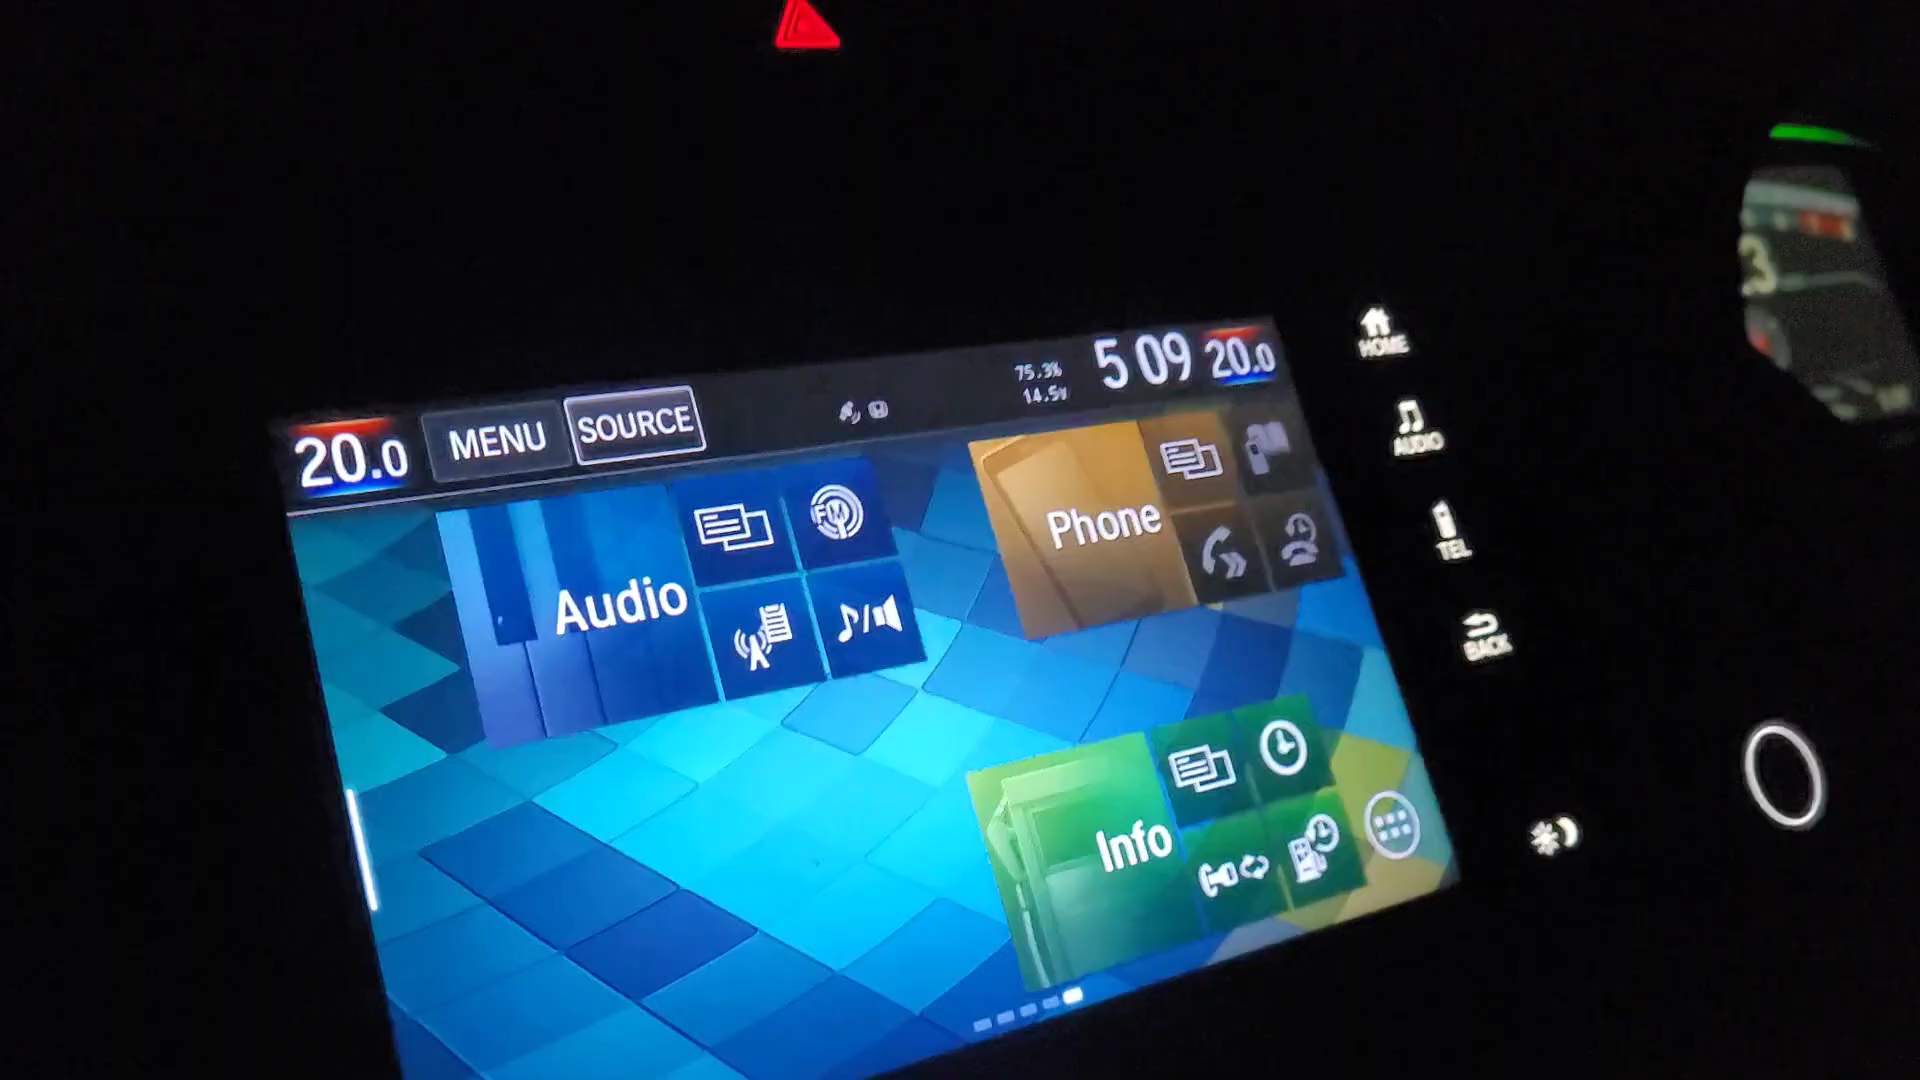 20.0
MENU
SOURCE
75.3%
14.5v
5 09
20.0
HOME
AUDIO
TEL
BACK
Audio
FM
Phone
Info
3